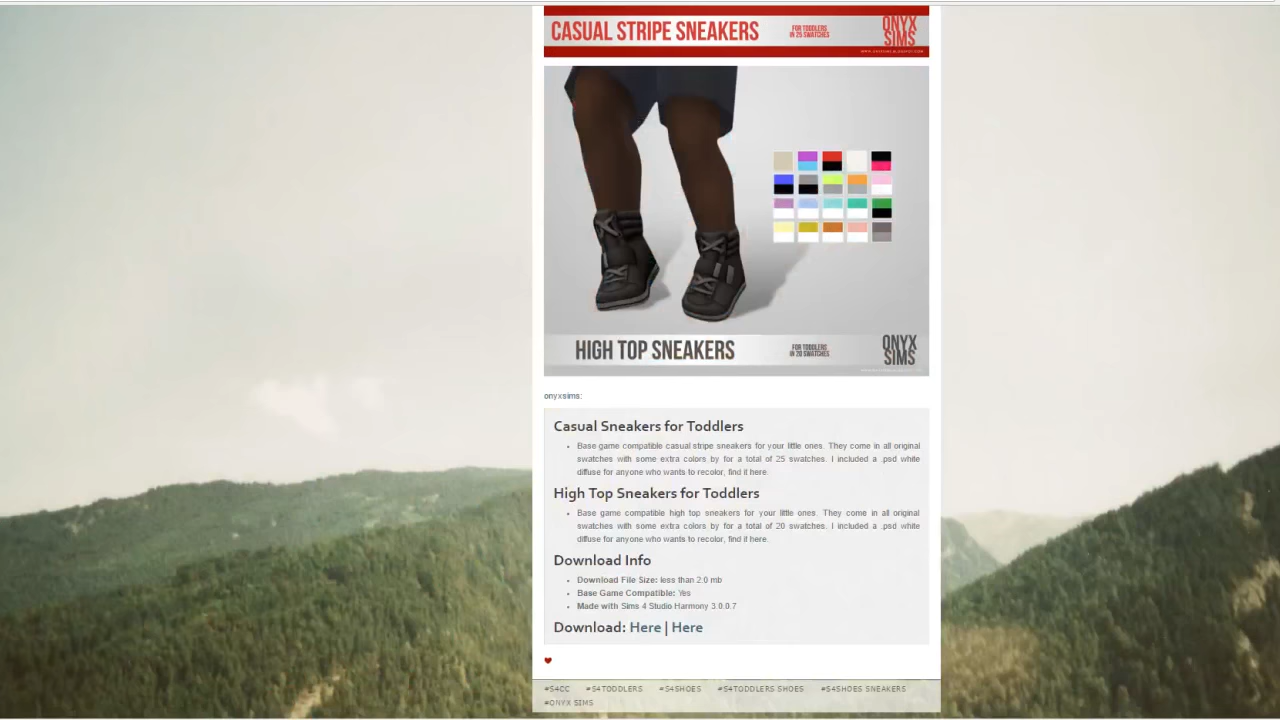 CASUAL STRIPE SNEAKERS
FOR TODDLERS
IN 25 SWATCHES
ONYX
SIMS
HIGH TOP SNEAKERS
FOR TODDLERS
IN 20 SWATCHES
ONYX
SIMS
onyxsims:
Casual Sneakers for Toddlers
• Base game compatible casual stripe sneakers for your little ones. They come in all original
swatches with some extra colors by for a total of 25 swatches. I included a .psd white
diffuse for anyone who wants to recolor, find it here.
High Top Sneakers for Toddlers
• Base game compatible high top sneakers for your little ones. They come in all original
swatches with some extra colors by for a total of 20 swatches. I included a .psd white
diffuse for anyone who wants to recolor, find it here.
Download Info
• Download File Size: less than 2.0 mb
• Base Game Compatible: Yes
• Made with Sims 4 Studio Harmony 3.0.0.7
Download: Here | Here
#S4CC #S4TODDLERS #S4SHOES #S4TODDLERS SHOES #S4SHOES SNEAKERS
#ONYX SIMS